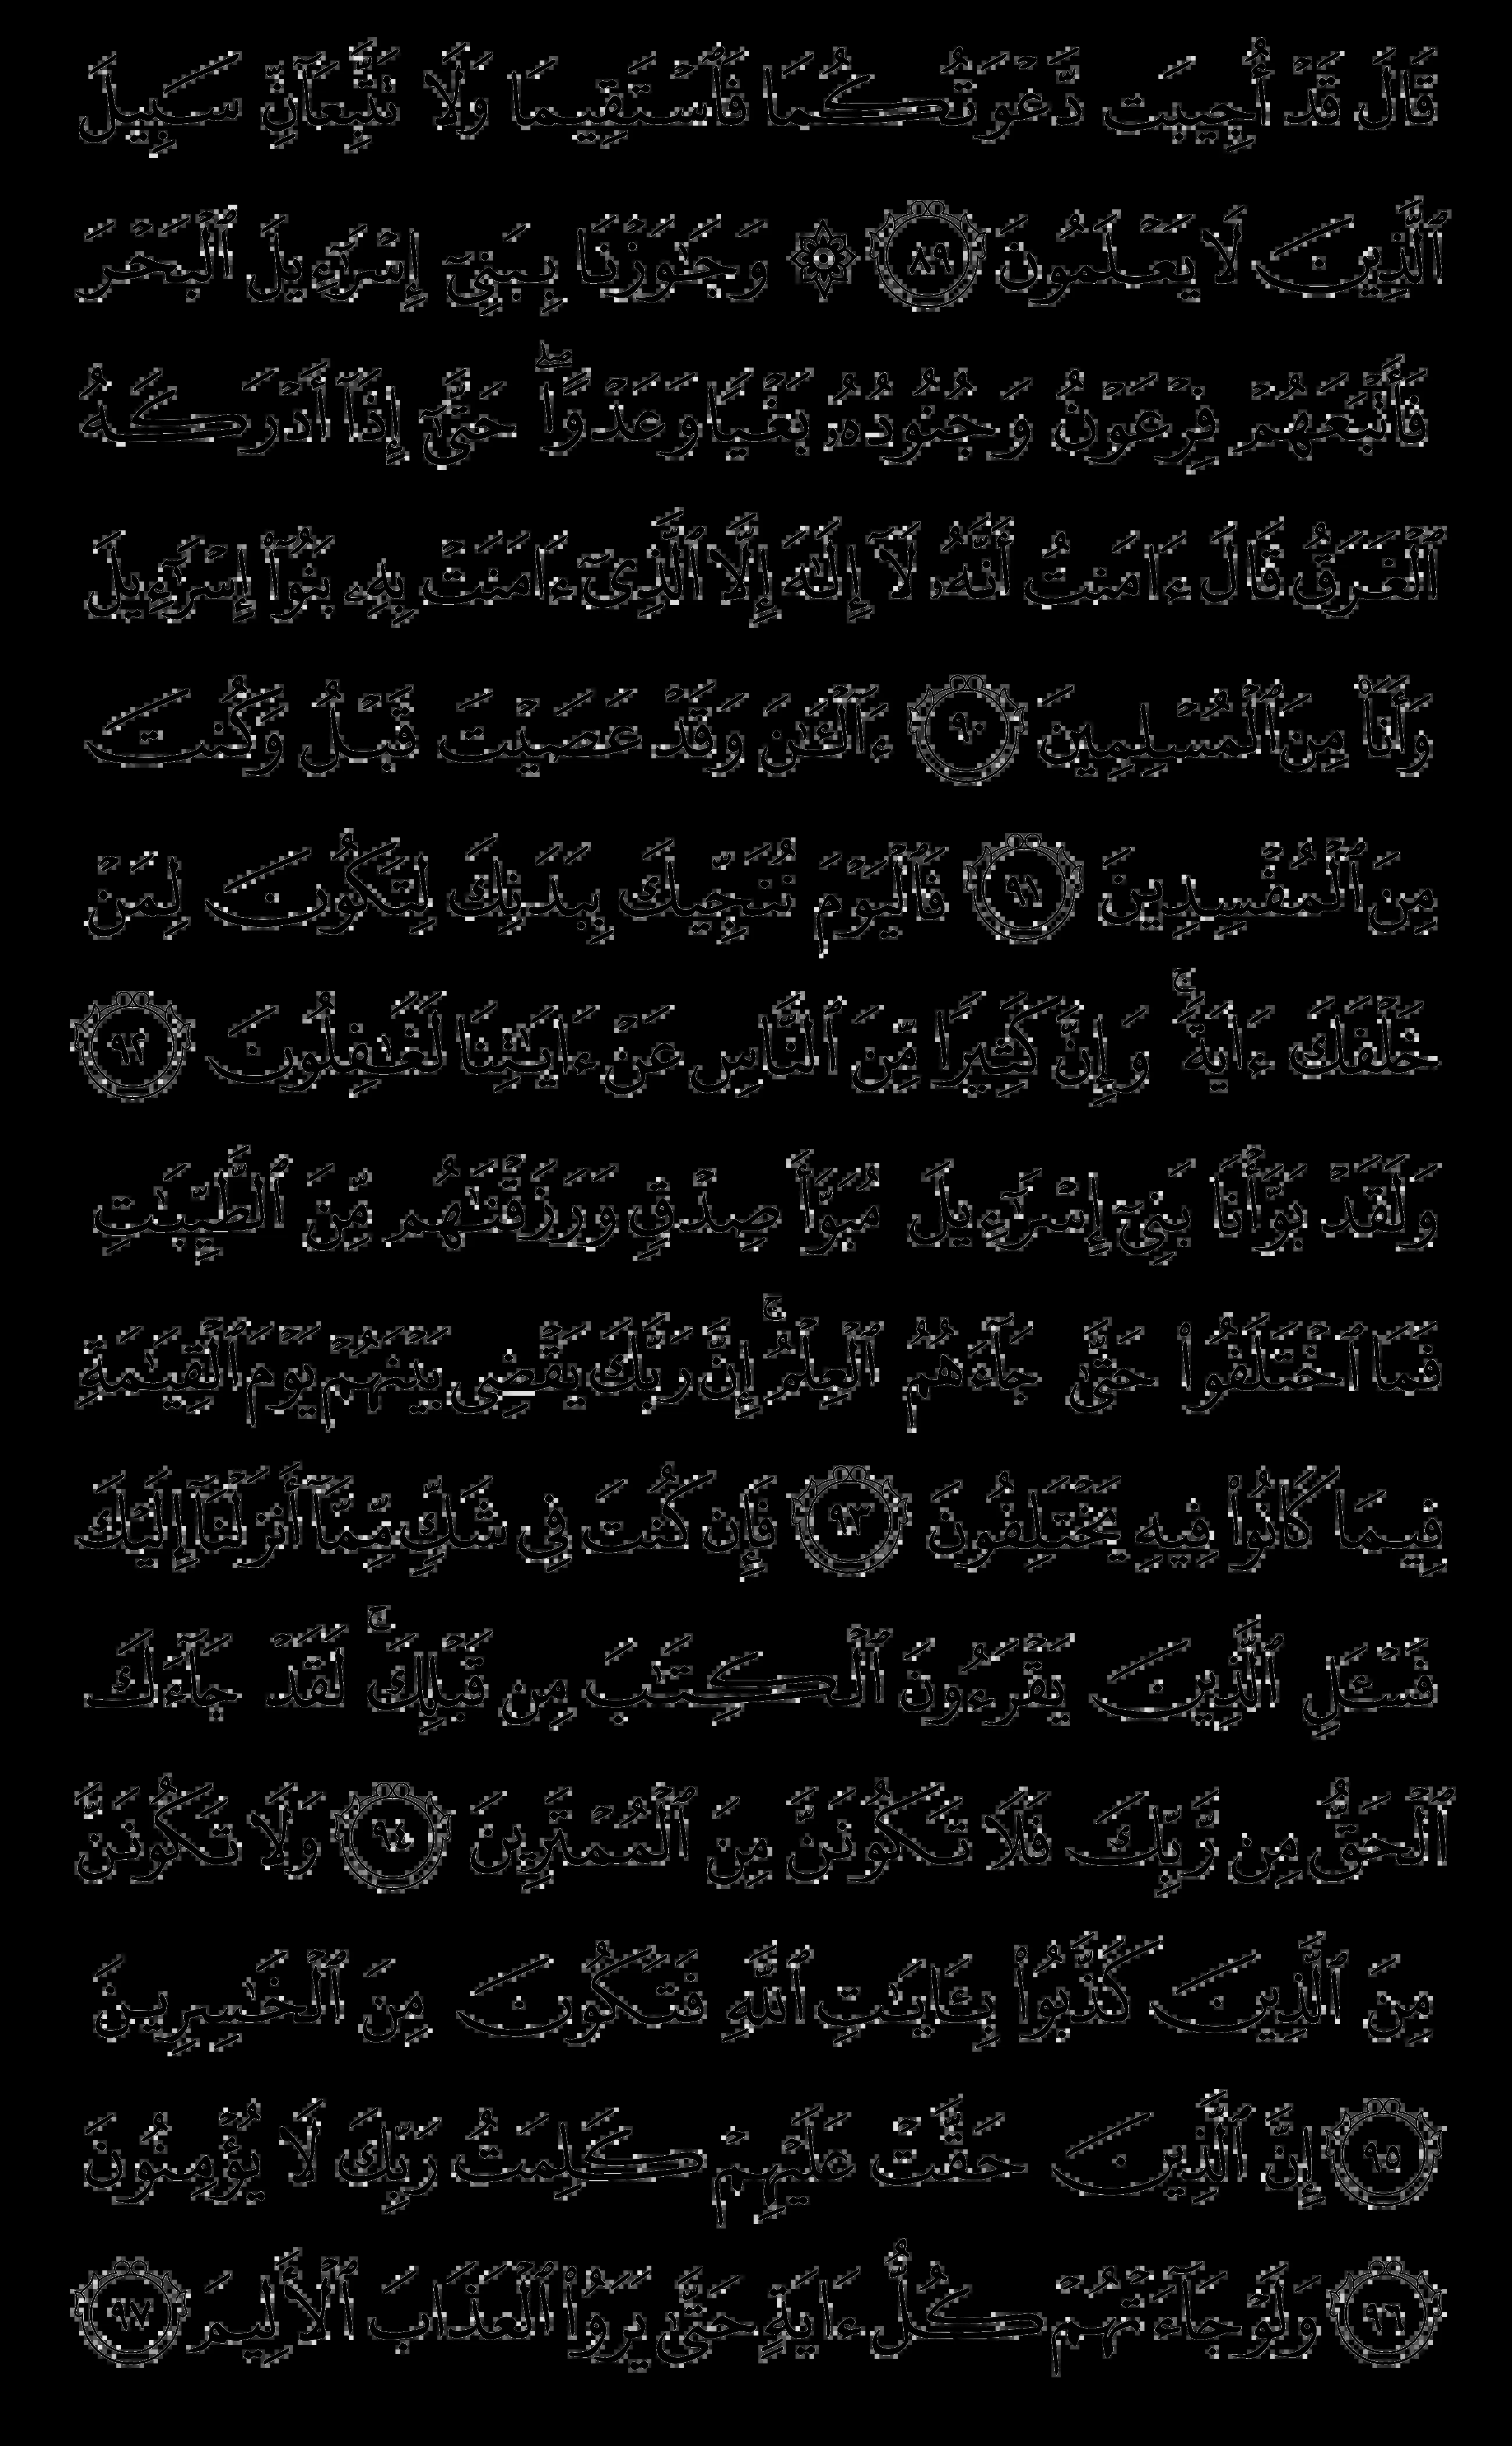 قَالَ قَدْ أُجِيبَت دَّعْوَتُكُمَا فَٱسْتَقِيمَا وَلَا تَتَّبِعَآنِّ سَبِيلَ
ٱلَّذِينَ لَا يَعْلَمُونَ ٨٩ ۞ وَجَٰوَزْنَا بِبَنِىٓ إِسْرَٰٓءِيلَ ٱلْبَحْرَ
فَأَتْبَعَهُمْ فِرْعَوْنُ وَجُنُودُهُۥ بَغْيًا وَعَدْوًا ۖ حَتَّىٰٓ إِذَآ أَدْرَكَهُ
ٱلْغَرَقُ قَالَ ءَامَنتُ أَنَّهُۥ لَآ إِلَٰهَ إِلَّا ٱلَّذِىٓ ءَامَنَتْ بِهِۦ بَنُوٓا۟ إِسْرَٰٓءِيلَ
وَأَنَا۠ مِنَ ٱلْمُسْلِمِينَ ٩٠ ءَآلْـَٰٔنَ وَقَدْ عَصَيْتَ قَبْلُ وَكُنتَ
مِنَ ٱلْمُفْسِدِينَ ٩١ فَٱلْيَوْمَ نُنَجِّيكَ بِبَدَنِكَ لِتَكُونَ لِمَنْ
خَلْفَكَ ءَايَةً ۚ وَإِنَّ كَثِيرًا مِّنَ ٱلنَّاسِ عَنْ ءَايَٰتِنَا لَغَٰفِلُونَ ٩٢
وَلَقَدْ بَوَّأْنَا بَنِىٓ إِسْرَٰٓءِيلَ مُبَوَّأَ صِدْقٍ وَرَزَقْنَٰهُم مِّنَ ٱلطَّيِّبَٰتِ
فَمَا ٱخْتَلَفُوا۟ حَتَّىٰ جَآءَهُمُ ٱلْعِلْمُ ۚ إِنَّ رَبَّكَ يَقْضِى بَيْنَهُمْ يَوْمَ ٱلْقِيَٰمَةِ
فِيمَا كَانُوا۟ فِيهِ يَخْتَلِفُونَ ٩٣ فَإِن كُنتَ فِى شَكٍّ مِّمَّآ أَنزَلْنَآ إِلَيْكَ
فَسْـَٔلِ ٱلَّذِينَ يَقْرَءُونَ ٱلْكِتَٰبَ مِن قَبْلِكَ ۚ لَقَدْ جَآءَكَ
ٱلْحَقُّ مِن رَّبِّكَ فَلَا تَكُونَنَّ مِنَ ٱلْمُمْتَرِينَ ٩٤ وَلَا تَكُونَنَّ
مِنَ ٱلَّذِينَ كَذَّبُوا۟ بِـَٔايَٰتِ ٱللَّهِ فَتَكُونَ مِنَ ٱلْخَٰسِرِينَ
٩٥ إِنَّ ٱلَّذِينَ حَقَّتْ عَلَيْهِمْ كَلِمَتُ رَبِّكَ لَا يُؤْمِنُونَ
٩٦ وَلَوْ جَآءَتْهُمْ كُلُّ ءَايَةٍ حَتَّىٰ يَرَوُا۟ ٱلْعَذَابَ ٱلْأَلِيمَ ٩٧